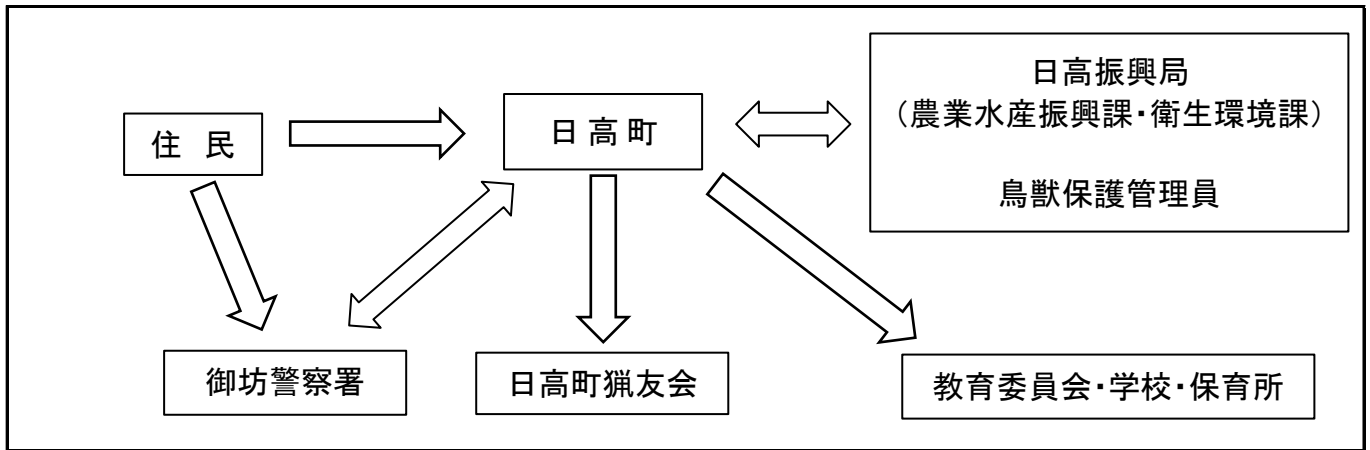 日高振興局
（農業水産振興課・衛生環境課）
鳥獣保護管理員
住 民
日 高 町
御坊警察署
日高町猟友会
教育委員会・学校・保育所